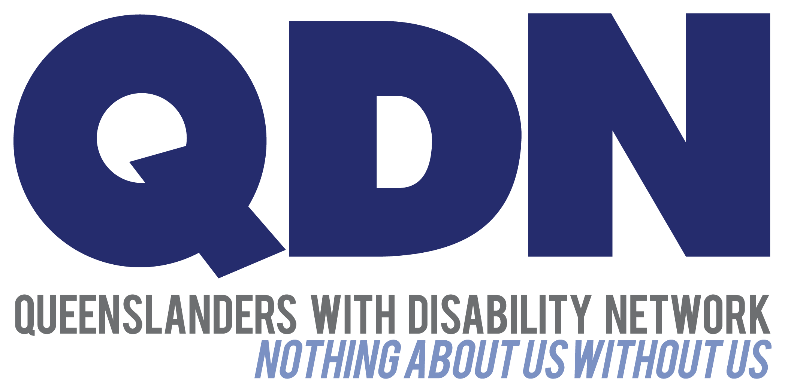 QDN
QUEENSLANDERS WITH DISABILITY NETWORK
NOTHING ABOUT US WITHOUT US